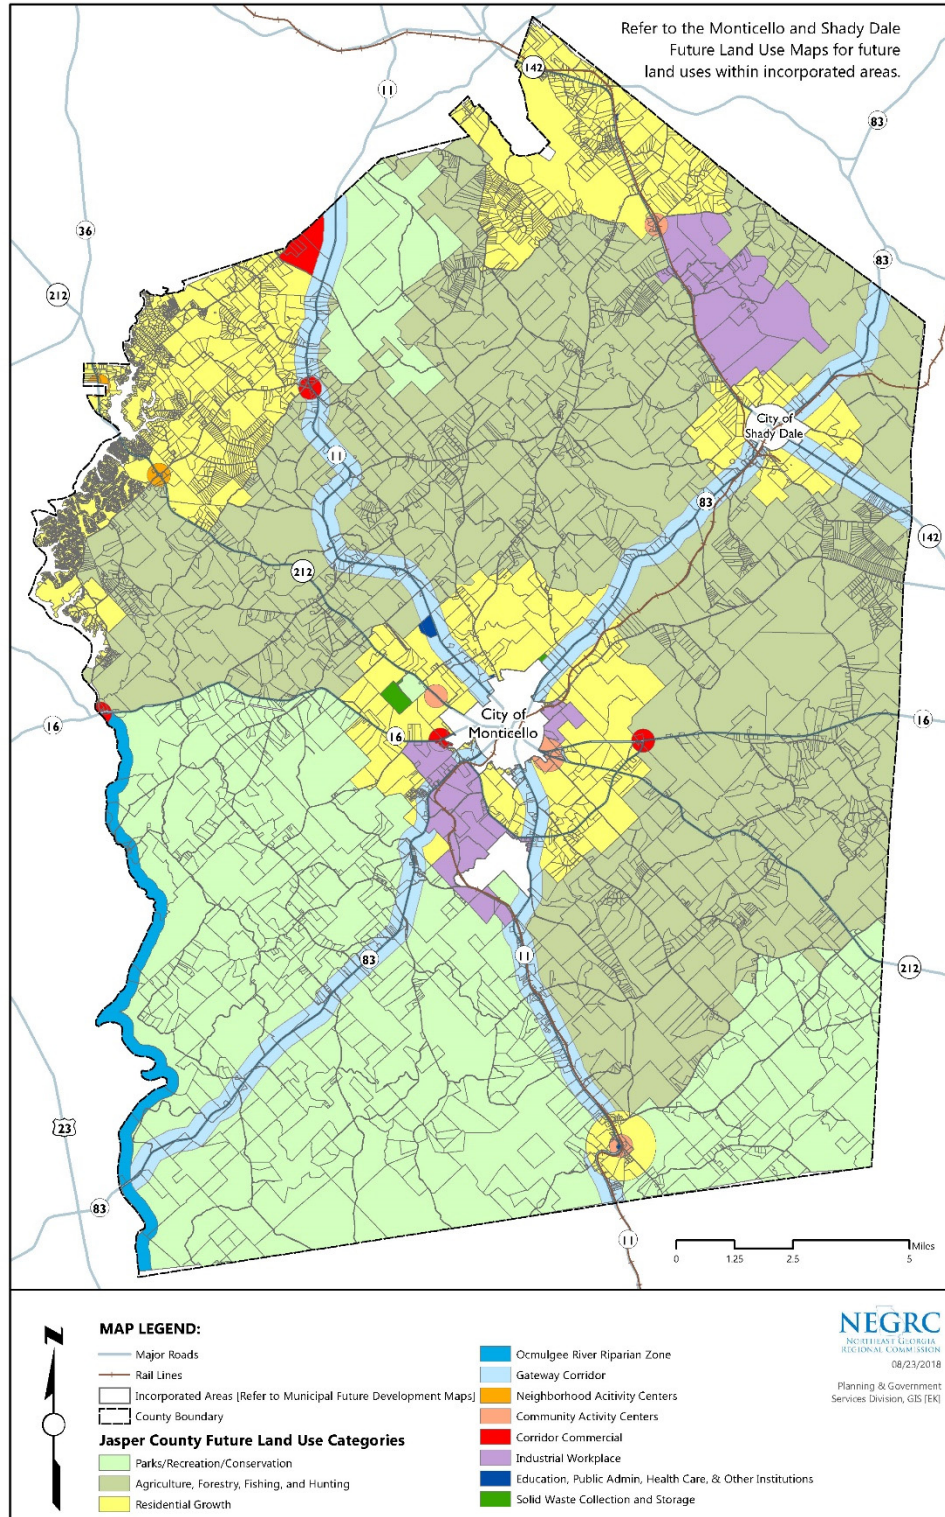 Refer to the Monticello and Shady Dale
Future Land Use Maps for future
land uses within incorporated areas.
142
11
83
36
83
212
City of
Shady Dale
11
83
142
212
16
City of
Monticello
16
16
83
11
212
23
83
11
Miles
0 1.25 2.5 5
N
MAP LEGEND:
Major Roads
Rail Lines
Incorporated Areas [Refer to Municipal Future Development Maps]
County Boundary
Jasper County Future Land Use Categories
Parks/Recreation/Conservation
Agriculture, Forestry, Fishing, and Hunting
Residential Growth
Ocmulgee River Riparian Zone
Gateway Corridor
Neighborhood Acitivity Centers
Community Activity Centers
Corridor Commercial
Industrial Workplace
Education, Public Admin, Health Care, & Other Institutions
Solid Waste Collection and Storage
NEGRC
NORTHEAST GEORGIA
REGIONAL COMMISSION
08/23/2018
Planning & Government
Services Division, GIS [EK]